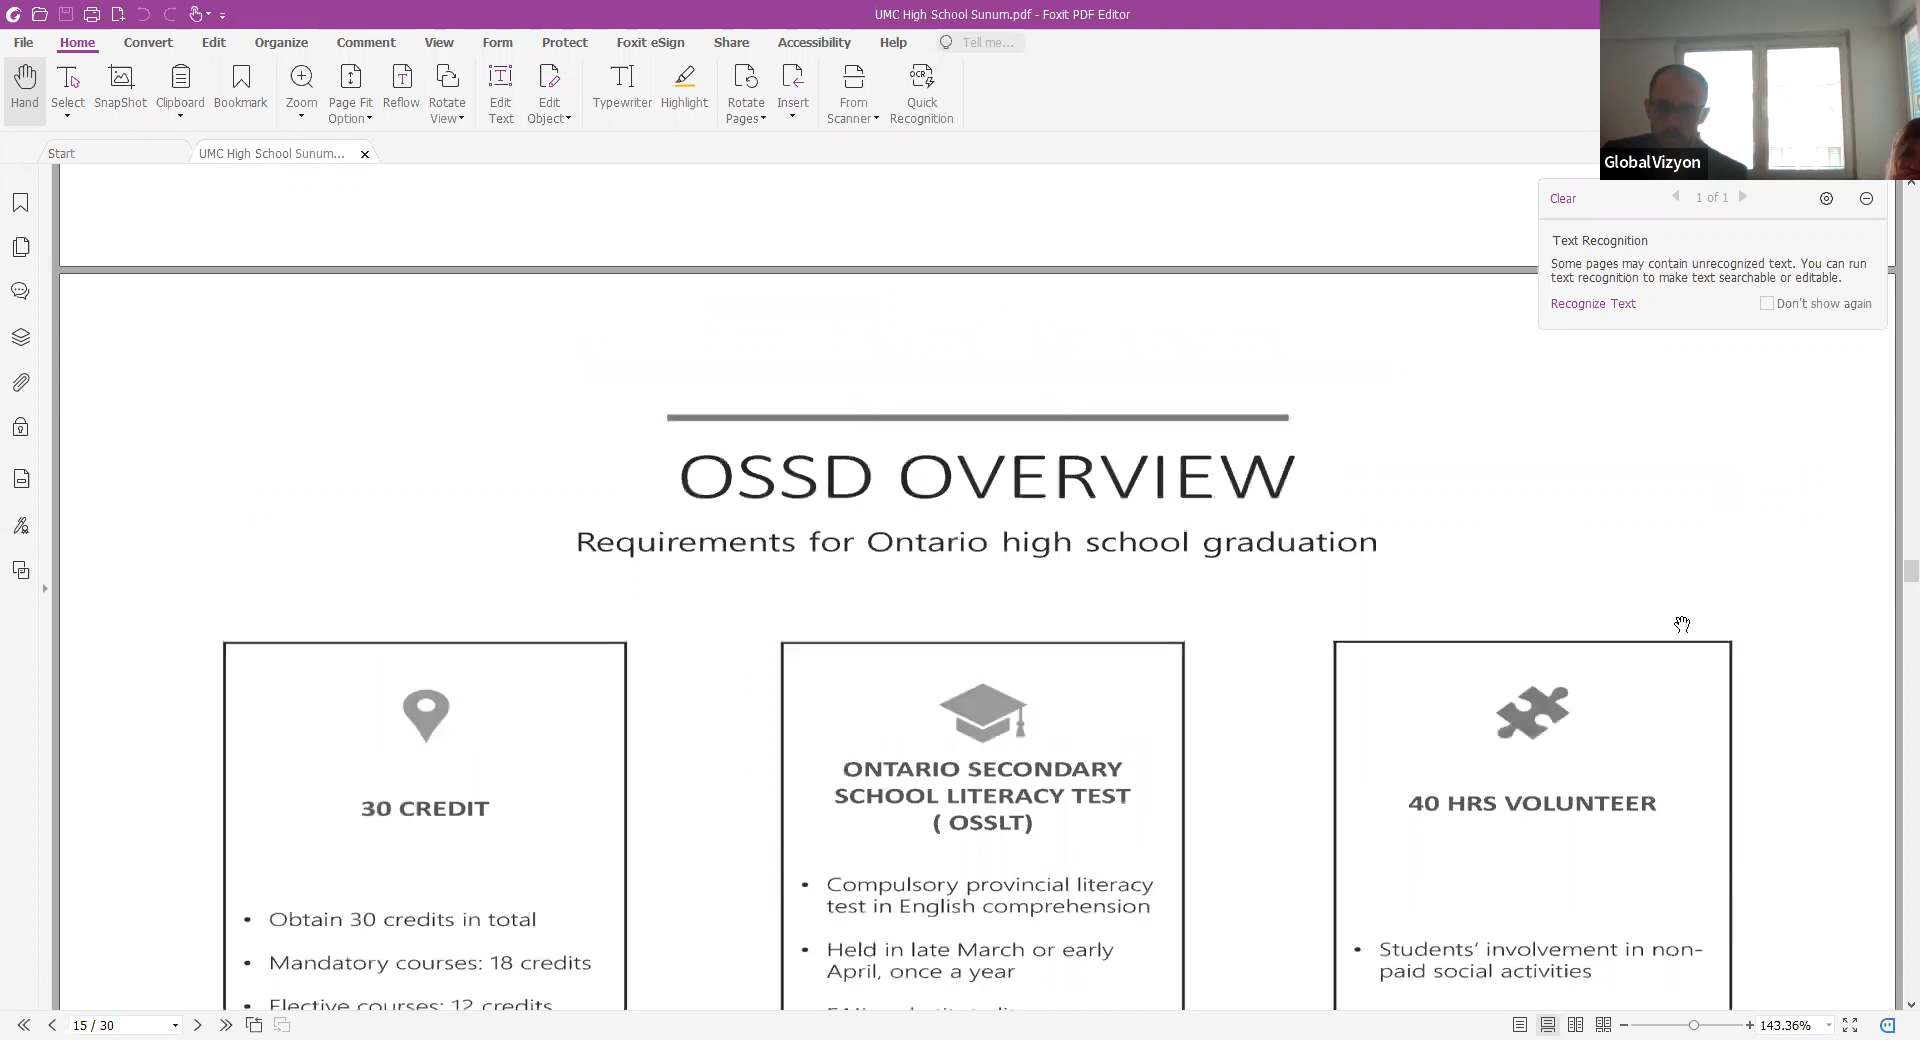 UMC High School Sunum.pdf - Foxit PDF Editor
File Home Convert Edit Organize Comment View Form Protect Foxit eSign Share Accessibility Help Tell me...
Hand Select SnapShot Clipboard Bookmark Zoom Page Fit Option Reflow Rotate View Edit Text Edit Object Typewriter Highlight Rotate Pages Insert From Scanner Quick Recognition
GlobalVizyon
Start UMC High School Sunum...
Clear 1 of 1
Text Recognition
Some pages may contain unrecognized text. You can run
text recognition to make text searchable or editable.
Recognize Text Don't show again
OSSD OVERVIEW
Requirements for Ontario high school graduation
30 CREDIT
• Obtain 30 credits in total
• Mandatory courses: 18 credits
• Elective courses: 12 credits
ONTARIO SECONDARY
SCHOOL LITERACY TEST
( OSSLT)
• Compulsory provincial literacy
test in English comprehension
• Held in late March or early
April, once a year
40 HRS VOLUNTEER
• Students' involvement in non-
paid social activities
15 / 30
143.36%